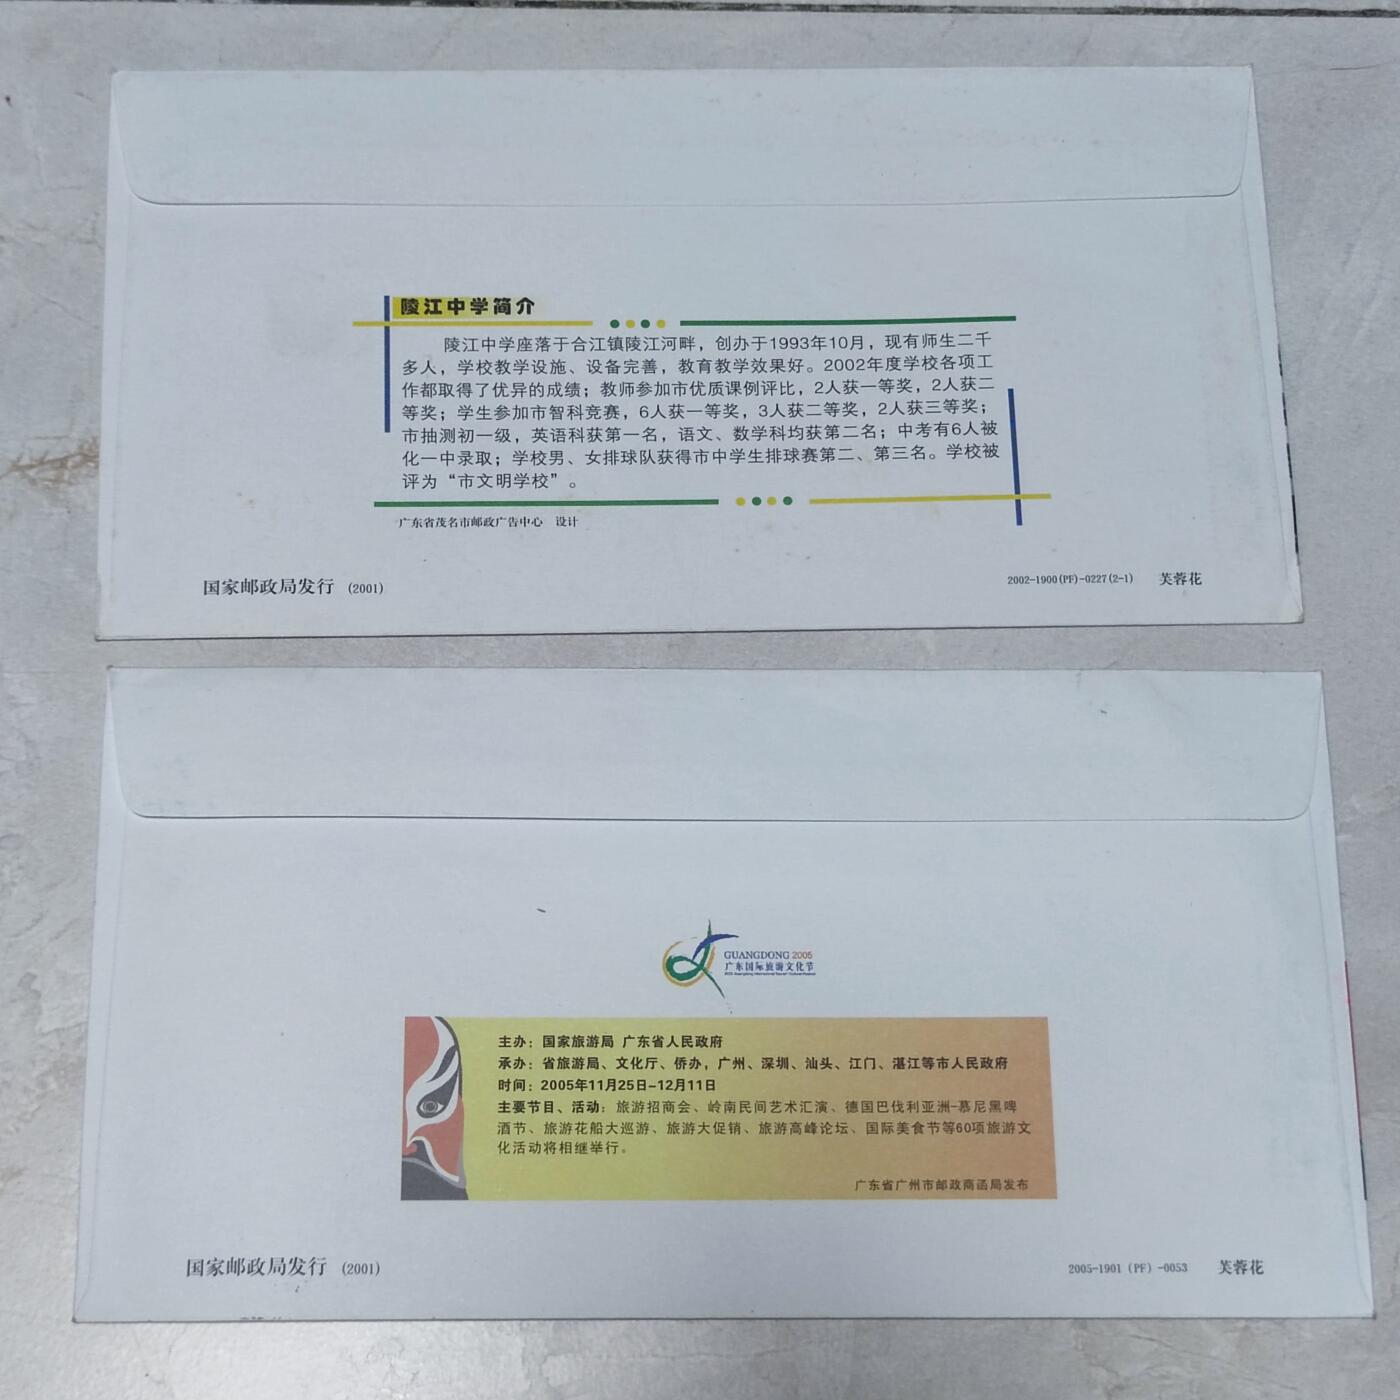 陵江中学简介
陵江中学座落于合江镇陵江河畔，创办于1993年10月，现有师生二千
多人，学校教学设施、设备完善，教育教学效果好。2002年度学校各项工
作都取得了优异的成绩；教师参加市优质课例评比，2人获一等奖，2人获二
等奖；学生参加市智科竞赛，6人获一等奖，3人获二等奖，2人获三等奖；
市抽测初一级，英语科获第一名，语文、数学科均获第二名；中考有6人被
化一中录取；学校男、女排球队获得市中学生排球赛第二、第三名。学校被
评为“市文明学校”。
广东省茂名市邮政广告中心 设计
国家邮政局发行 (2001)
2002-1900(PF)-0227(2-1) 芙蓉花
GUANGDONG 2005
广东国际旅游文化节
主办：国家旅游局 广东省人民政府
承办：省旅游局、文化厅、侨办，广州、深圳、汕头、江门、湛江等市人民政府
时间：2005年11月25日-12月11日
主要节目、活动：旅游招商会、岭南民间艺术汇演、德国巴伐利亚洲-慕尼黑啤
酒节、旅游花船大巡游、旅游大促销、旅游高峰论坛、国际美食节等60项旅游文
化活动将相继举行。
广东省广州市邮政商函局发布
国家邮政局发行 (2001)
2005-1901(PF)-0053 芙蓉花